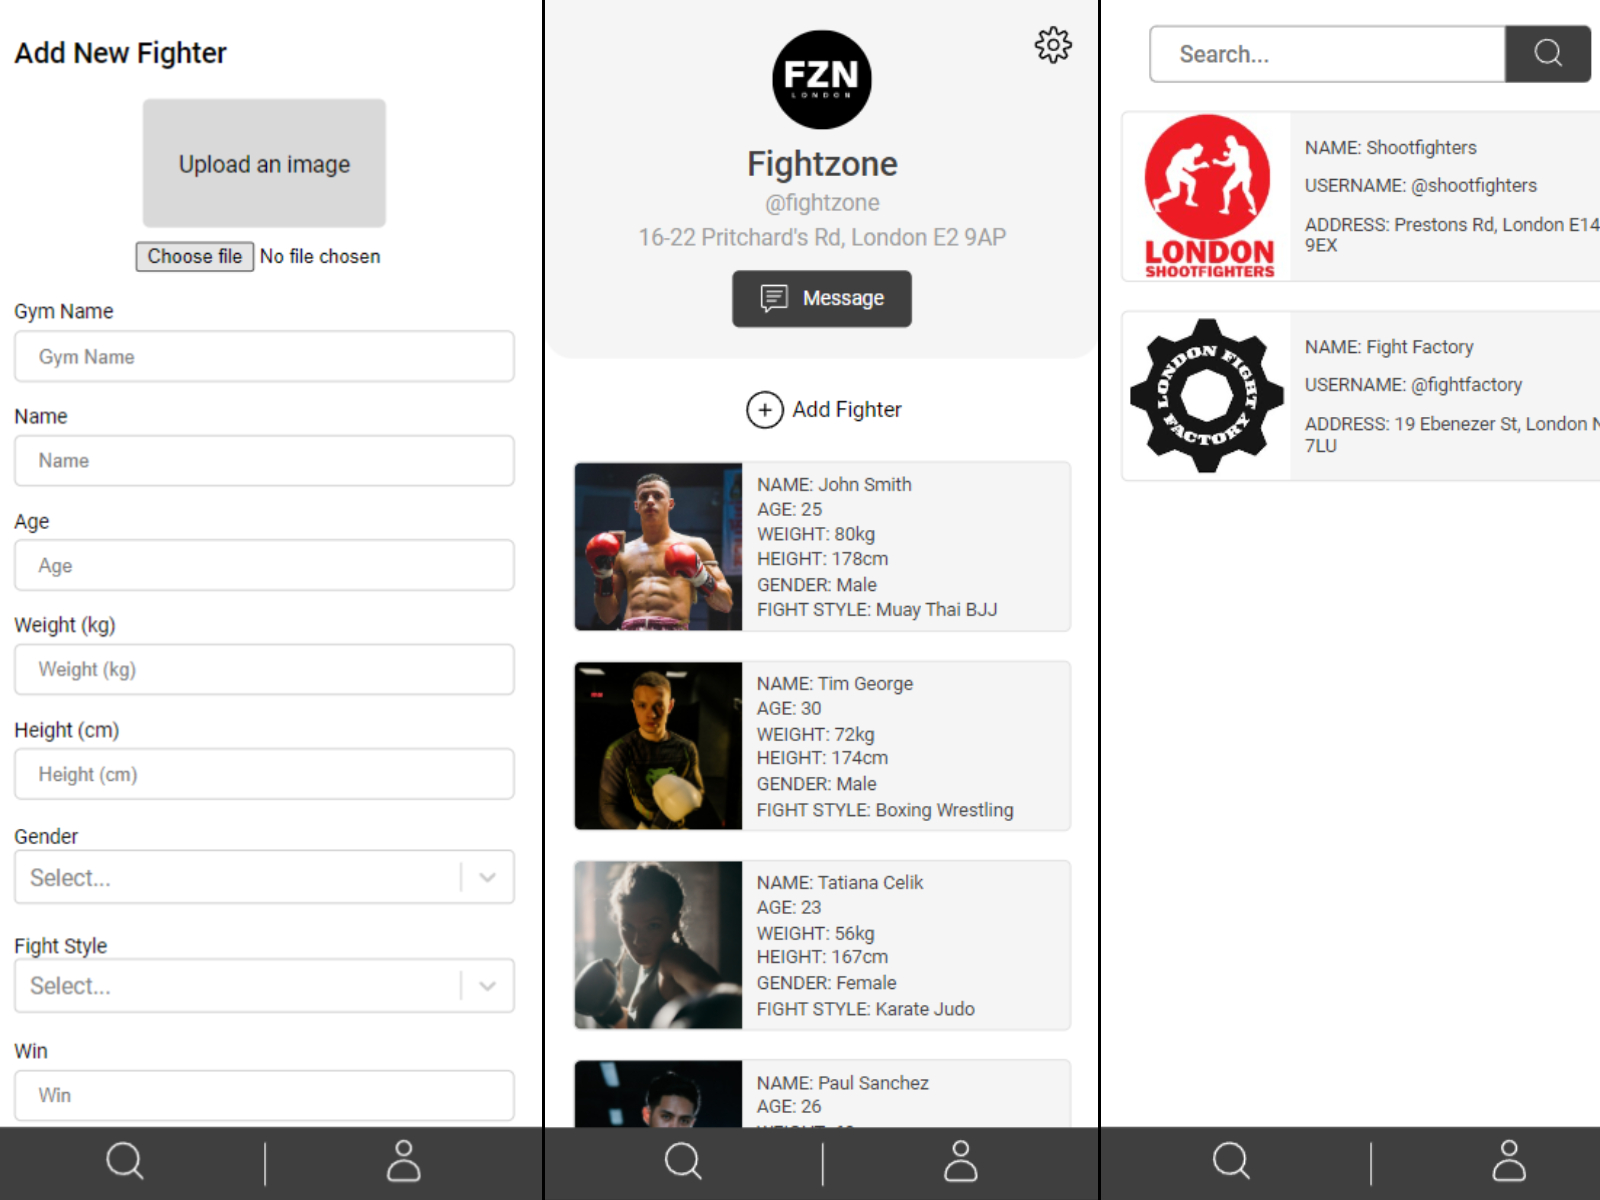 Add New Fighter
Upload an image
Choose file No file chosen
Gym Name
Gym Name
Name
Name
Age
Age
Weight (kg)
Weight (kg)
Height (cm)
Height (cm)
Gender
Select...
Fight Style
Select...
Win
Win
FZN
LONDON
Fightzone
@fightzone
16-22 Pritchard's Rd, London E2 9AP
Message
Add Fighter
NAME: John Smith
AGE: 25
WEIGHT: 80kg
HEIGHT: 178cm
GENDER: Male
FIGHT STYLE: Muay Thai BJJ
NAME: Tim George
AGE: 30
WEIGHT: 72kg
HEIGHT: 174cm
GENDER: Male
FIGHT STYLE: Boxing Wrestling
NAME: Tatiana Celik
AGE: 23
WEIGHT: 56kg
HEIGHT: 167cm
GENDER: Female
FIGHT STYLE: Karate Judo
NAME: Paul Sanchez
AGE: 26
Search...
LONDON
SHOOTFIGHTERS
NAME: Shootfighters
USERNAME: @shootfighters
ADDRESS: Prestons Rd, London E14
9EX
LONDON FIGHT
FACTORY
NAME: Fight Factory
USERNAME: @fightfactory
ADDRESS: 19 Ebenezer St, London
7LU